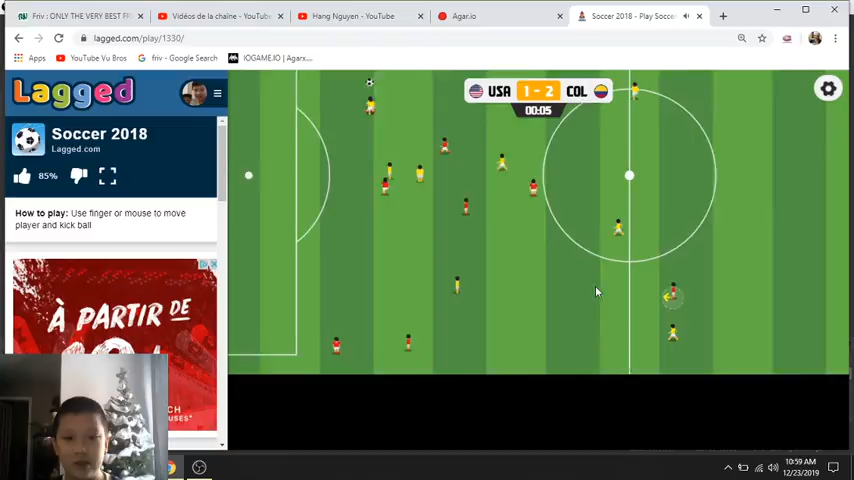 Friv : ONLY THE VERY BEST FI
Vidéos de la chaîne - YouTube
Hang Nguyen - YouTube
Agar.io
Soccer 2018 - Play Soccer
lagged.com/play/1330/
Apps
YouTube Vu Bros
friv - Google Search
IOGAME.IO | Agarx....
Lagged
USA 1 - 2 COL
00:05
Soccer 2018
Lagged.com
85%
How to play: Use finger or mouse to move
player and kick ball
À PARTIR DE
10:59 AM
12/23/2019